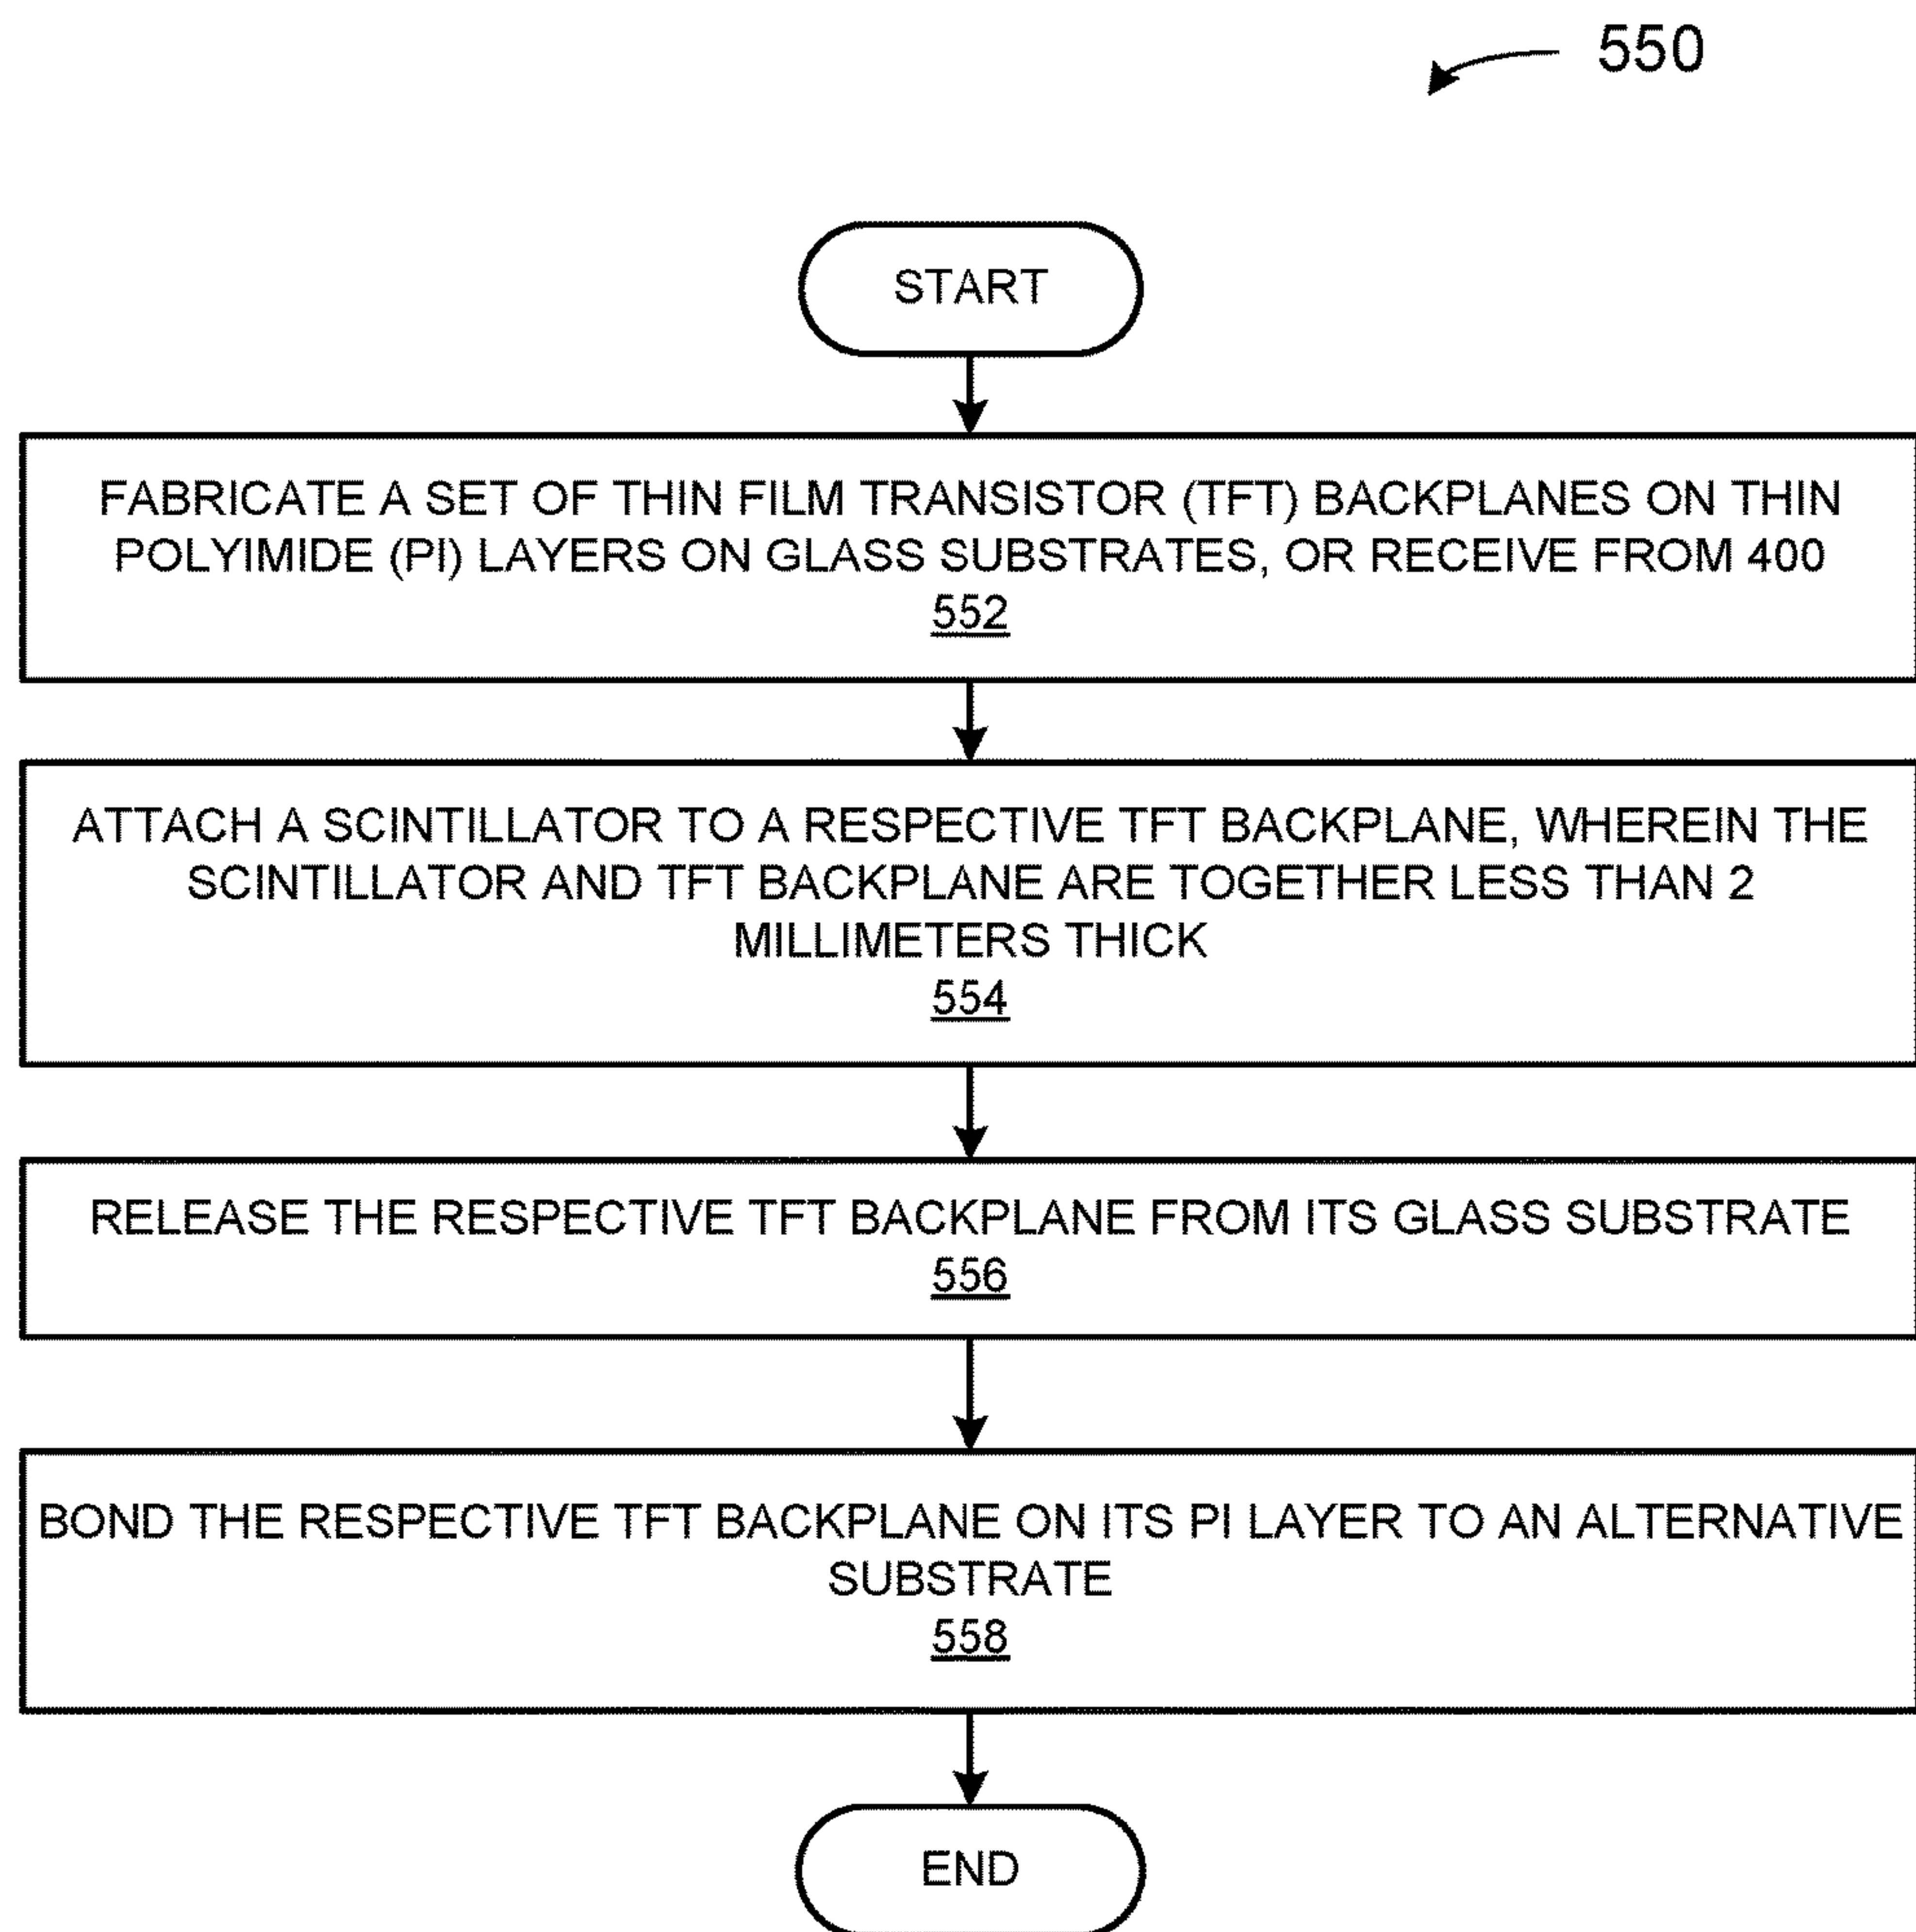 550
START
FABRICATE A SET OF THIN FILM TRANSISTOR (TFT) BACKPLANES ON THIN
POLYIMIDE (PI) LAYERS ON GLASS SUBSTRATES, OR RECEIVE FROM 400
552
ATTACH A SCINTILLATOR TO A RESPECTIVE TFT BACKPLANE, WHEREIN THE
SCINTILLATOR AND TFT BACKPLANE ARE TOGETHER LESS THAN 2
MILLIMETERS THICK
554
RELEASE THE RESPECTIVE TFT BACKPLANE FROM ITS GLASS SUBSTRATE
556
BOND THE RESPECTIVE TFT BACKPLANE ON ITS PI LAYER TO AN ALTERNATIVE
SUBSTRATE
558
END